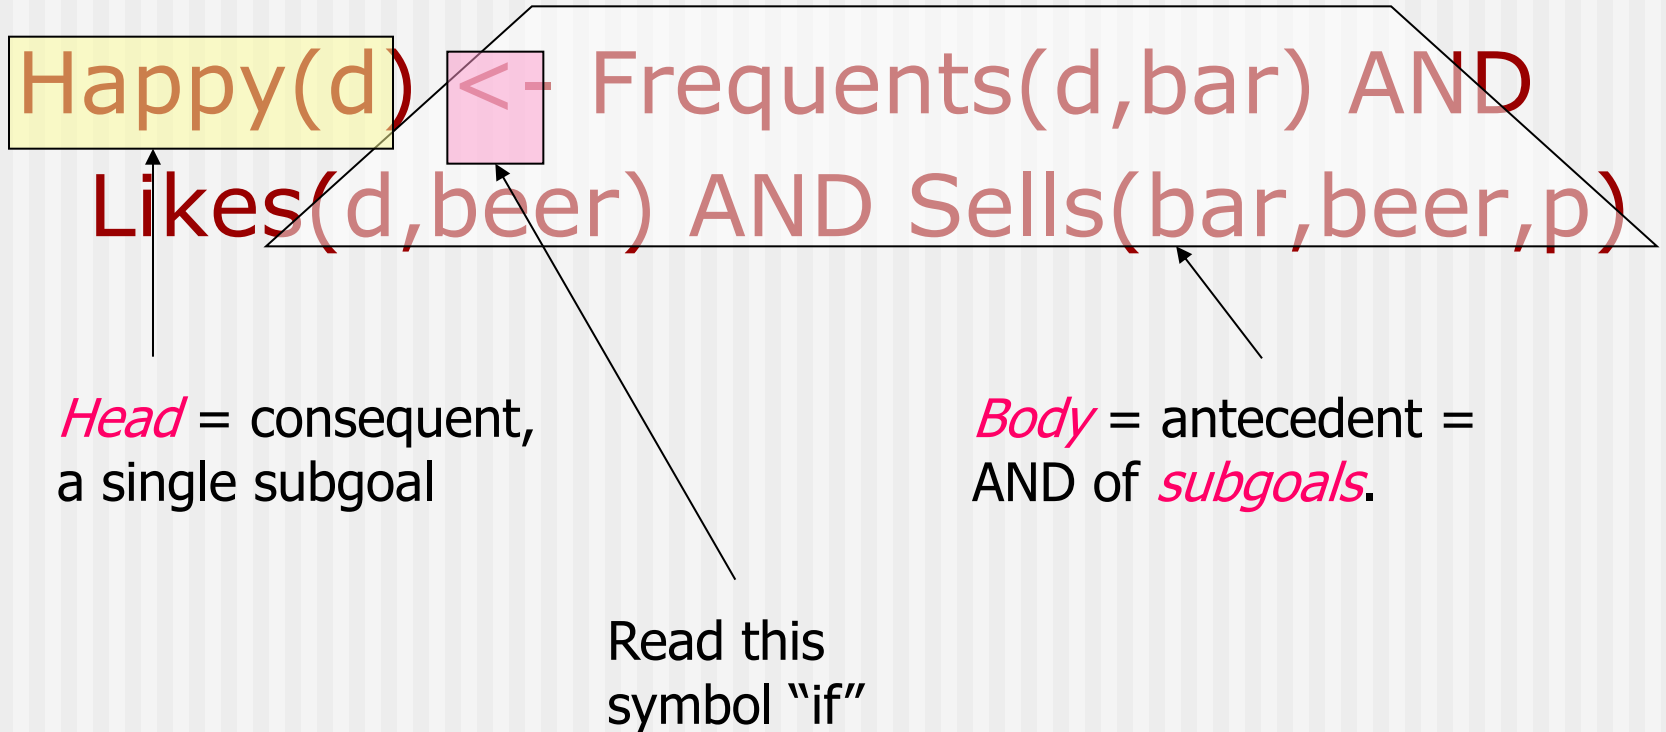 Happy(d) <- Frequents(d,bar) AND
Likes(d,beer) AND Sells(bar,beer,p)
Head = consequent,
a single subgoal
Body = antecedent =
AND of subgoals.
Read this
symbol “if”